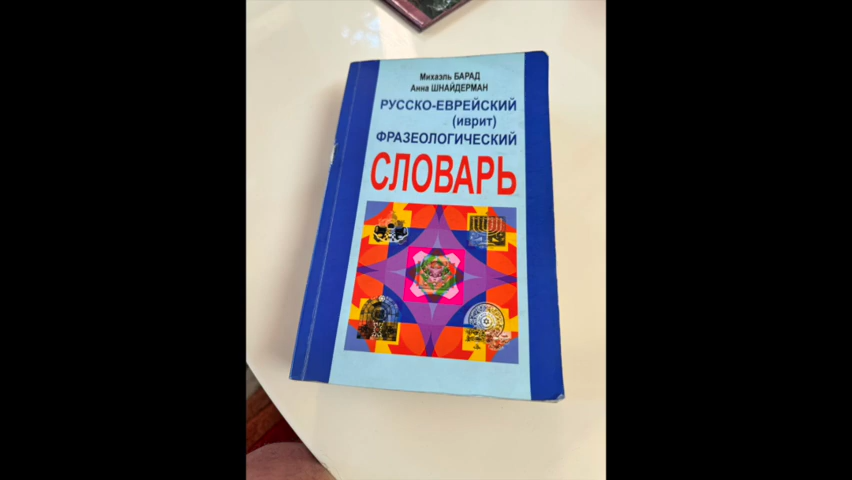 Михаэль БАРАД
Анна ШНАЙДЕРМАН
РУССКО-ЕВРЕЙСКИЙ
(иврит)
ФРАЗЕОЛОГИЧЕСКИЙ
СЛОВАРЬ